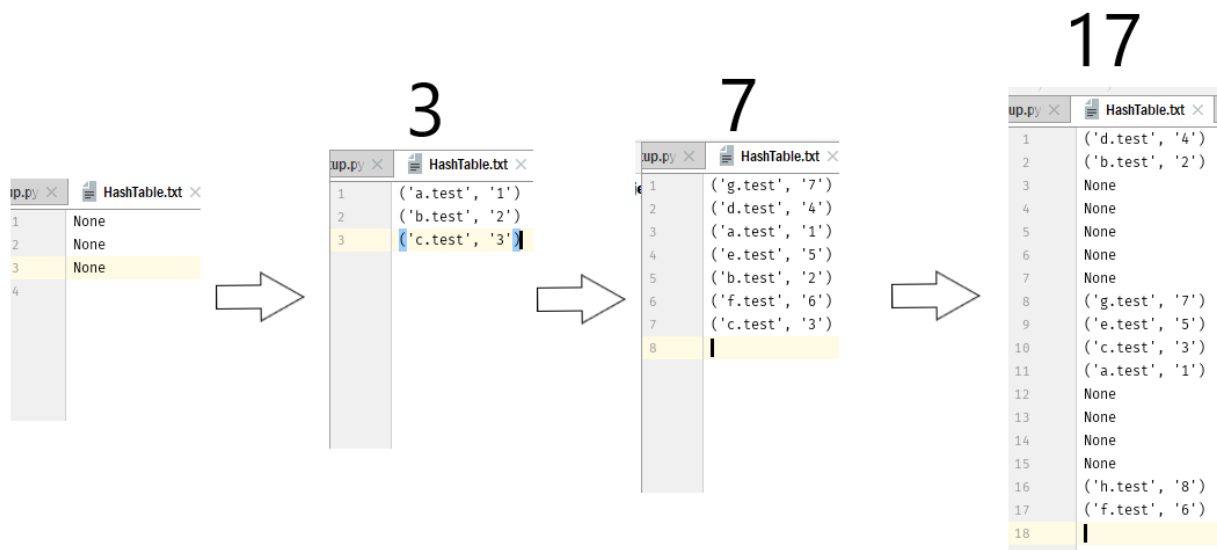 up.py × HashTable.txt ×
1 None
2 None
3 None
4
3
up.py × HashTable.txt ×
1 ('a.test', '1')
2 ('b.test', '2')
3 ('c.test', '3')
7
up.py × HashTable.txt ×
1 ('g.test', '7')
2 ('d.test', '4')
3 ('a.test', '1')
4 ('e.test', '5')
5 ('b.test', '2')
6 ('f.test', '6')
7 ('c.test', '3')
8
17
up.py × HashTable.txt ×
1 ('d.test', '4')
2 ('b.test', '2')
3 None
4 None
5 None
6 None
7 None
8 ('g.test', '7')
9 ('e.test', '5')
10 ('c.test', '3')
11 ('a.test', '1')
12 None
13 None
14 None
15 None
16 ('h.test', '8')
17 ('f.test', '6')
18